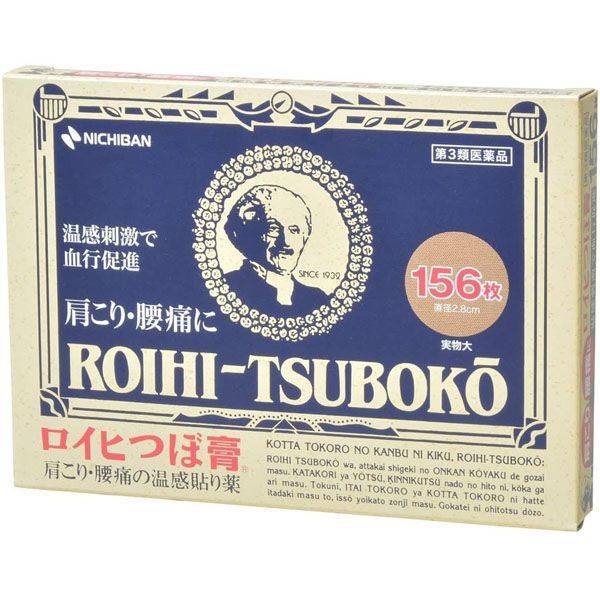 NICHIBAN
第3類医薬品
温感刺激で
血行促進
SINCE 1932
156枚
直径2.8cm
実物大
肩こり・腰痛に
ROIHI-TSUBOKŌ
ロイヒつぼ膏®
肩こり・腰痛の温感貼り薬
KOTTA TOKORO NO KANBU NI KIKU, ROIHI-TSUBOKŌ:
ROIHI TSUBOKŌ wa, attakai shigeki no ONKAN KŌYAKU de gozai
masu. KATAKORI ya YŌTSŪ, KINNIKUTSŪ nado no hito ni, kōka ga
ari masu. Tokuni, ITAI TOKORO ya KOTTA TOKORO ni hatte
itadaki masu to, issō yoikato zonji masu. Gokatei ni ohitotsu dōzo.